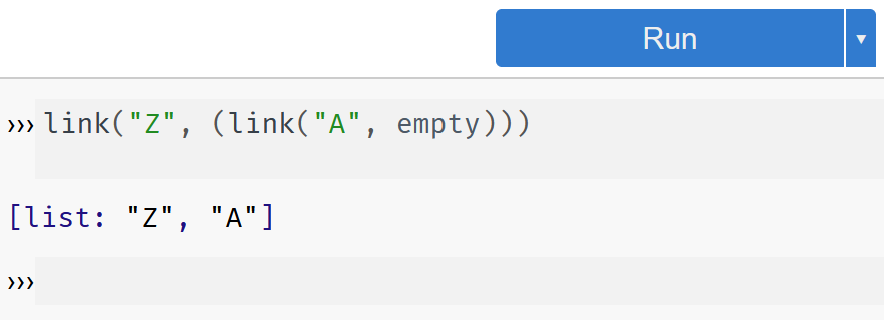 Run ▾
››› link("Z", (link("A", empty)))
[list: "Z", "A"]
›››